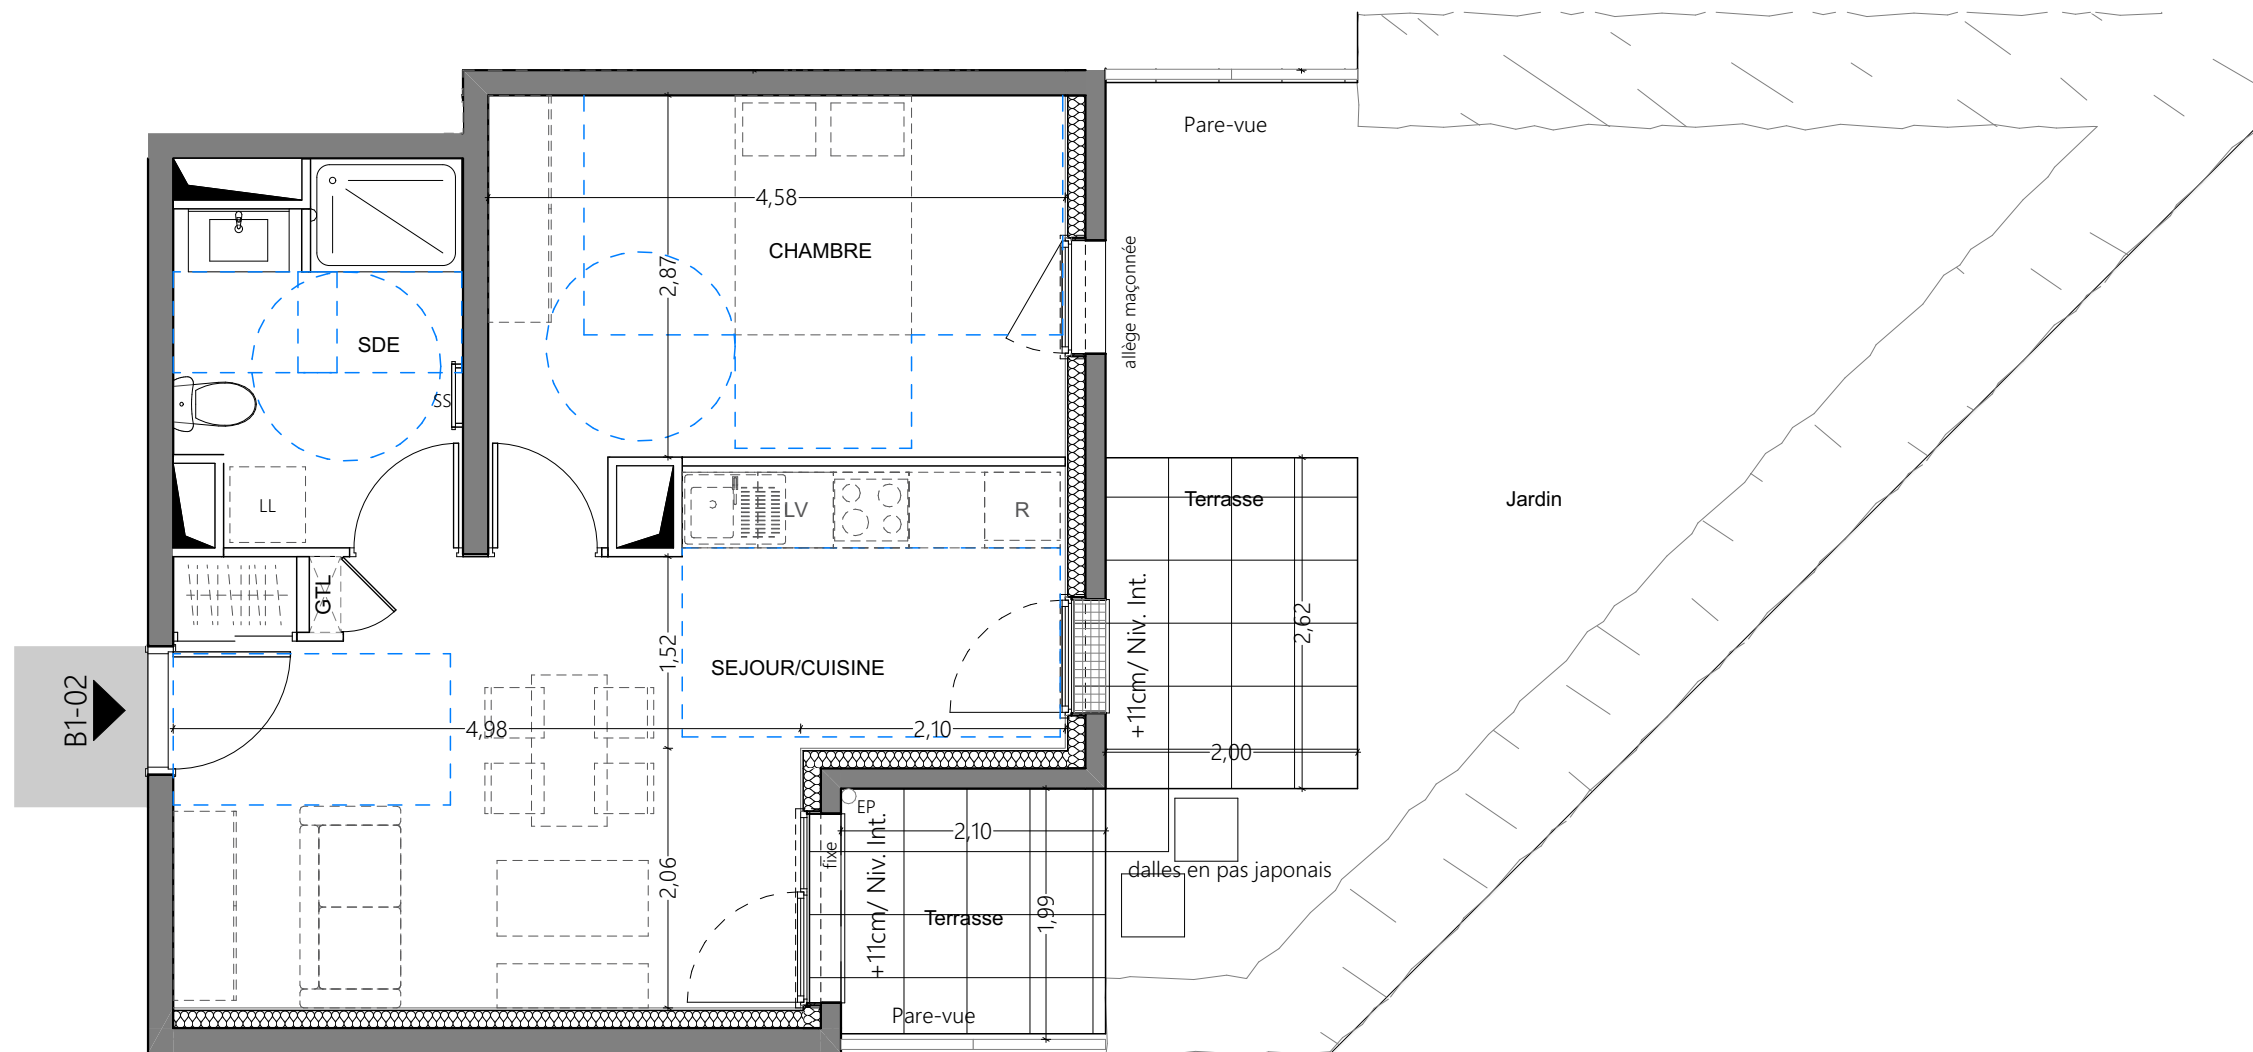 Pare-vue
4,58
CHAMBRE
2,87
allège maçonnée
SDE
SS
LL
LV
R
Terrasse
Jardin
GTL
+11cm/ Niv. Int.
2,62
1,52
SEJOUR/CUISINE
B1-02
4,98
2,10
2,00
EP
fixe
+11cm/ Niv. Int.
2,10
dalles en pas japonais
2,06
Terrasse
1,99
Pare-vue